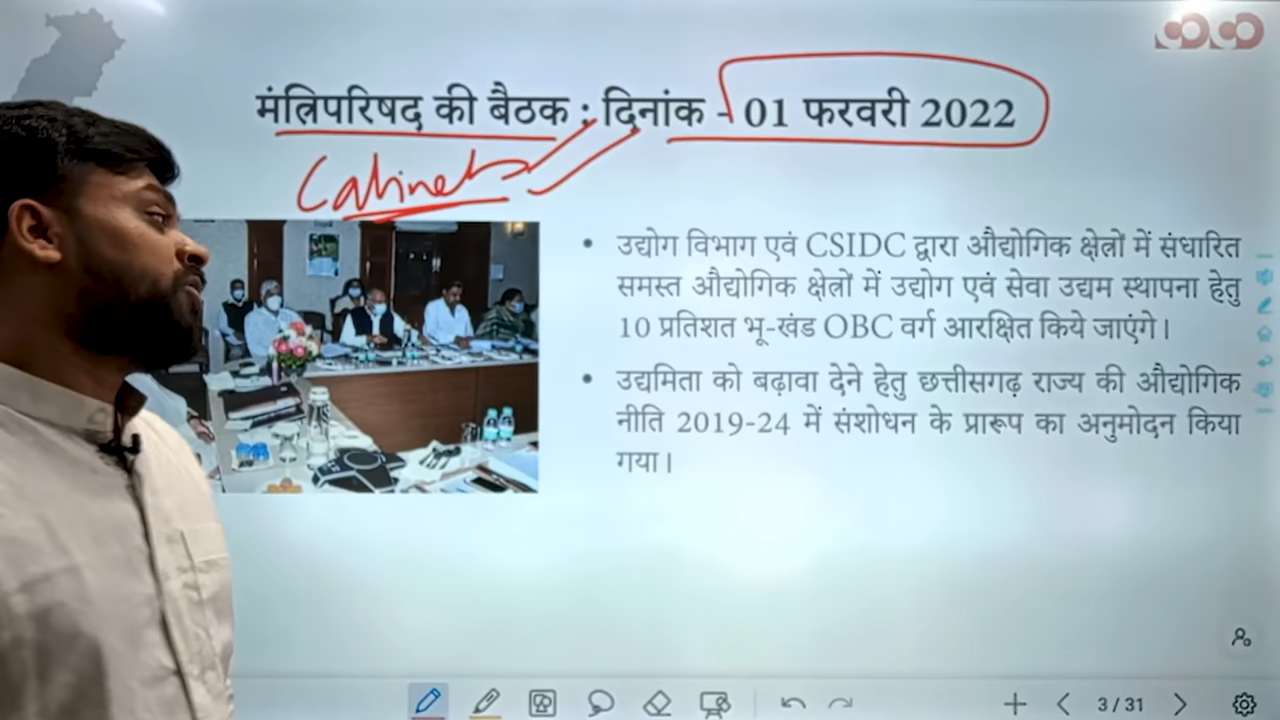 मंत्रिपरिषद की बैठक : दिनांक - 01 फरवरी 2022
Cabinet
उद्योग विभाग एवं CSIDC द्वारा औद्योगिक क्षेत्रों में संधारित
समस्त औद्योगिक क्षेत्रों में उद्योग एवं सेवा उद्यम स्थापना हेतु
10 प्रतिशत भू-खंड OBC वर्ग आरक्षित किये जाएंगे।
उद्यमिता को बढ़ावा देने हेतु छत्तीसगढ़ राज्य की औद्योगिक
नीति 2019-24 में संशोधन के प्रारूप का अनुमोदन किया
गया।
3 / 31